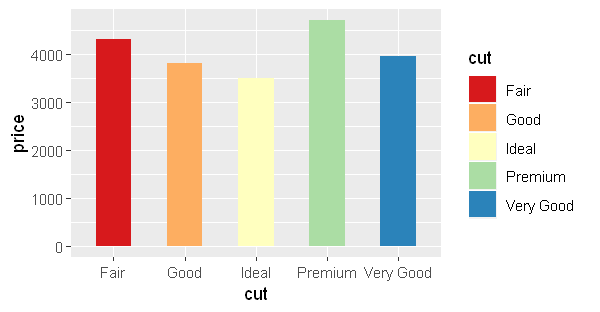 price
4000
3000
2000
1000
0
Fair Good Ideal Premium Very Good
cut
cut
Fair
Good
Ideal
Premium
Very Good